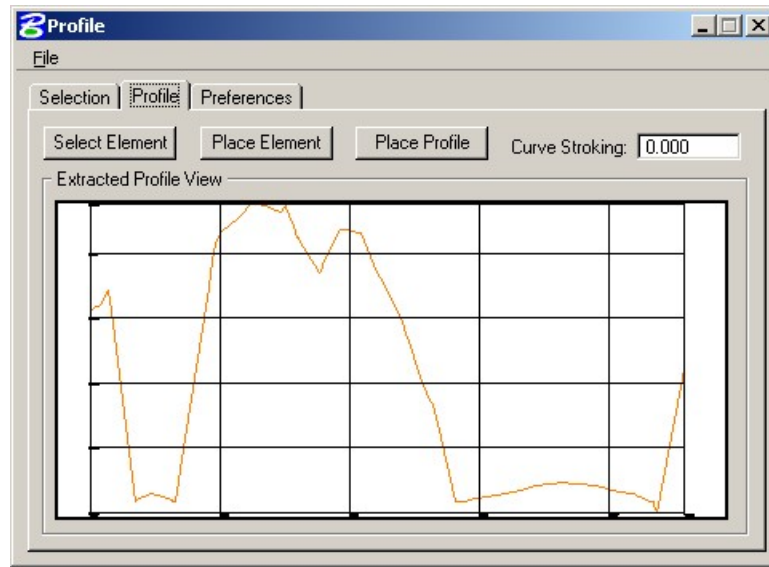 Profile
File
Selection Profile Preferences
Select Element Place Element Place Profile Curve Stroking: 0.000
Extracted Profile View